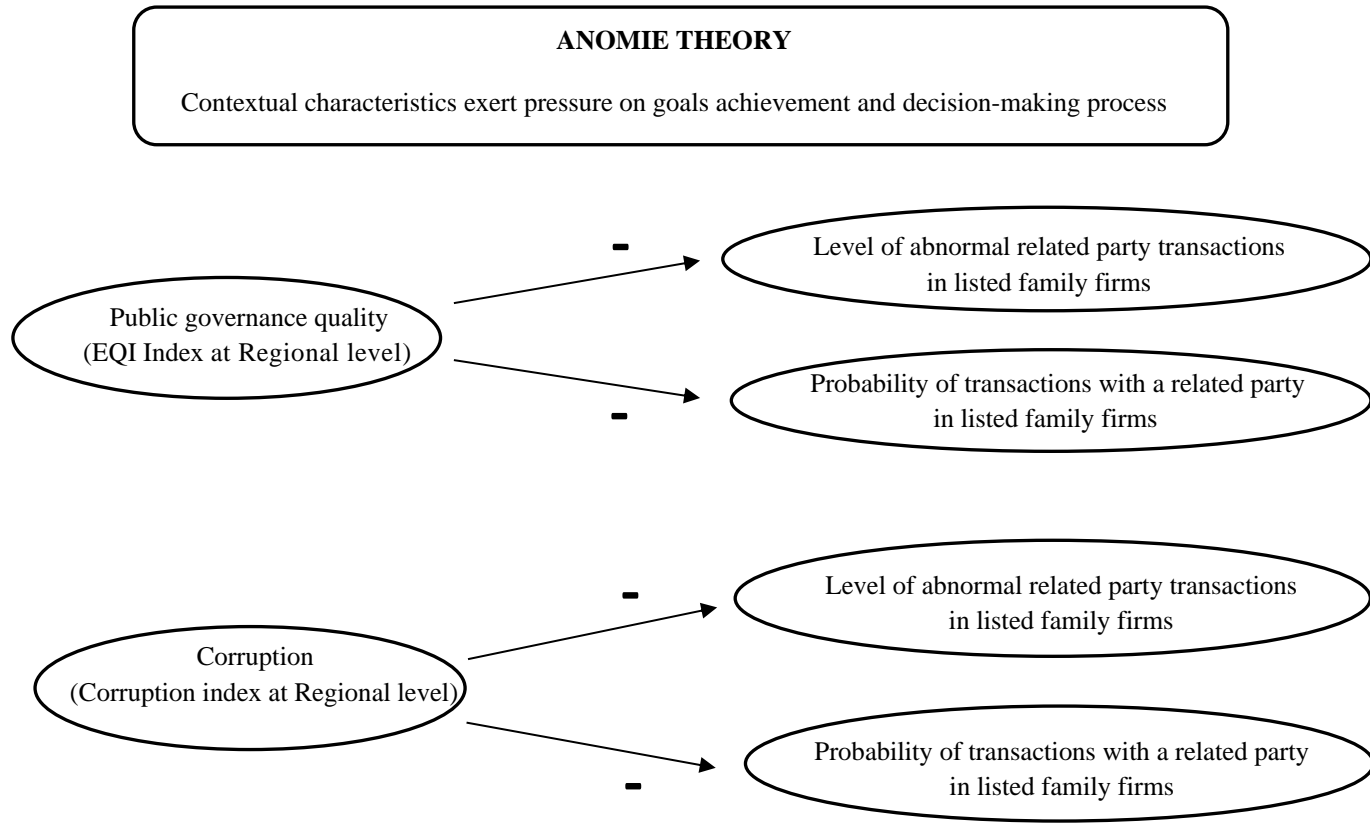 ANOMIE THEORY
Contextual characteristics exert pressure on goals achievement and decision-making process
-
Level of abnormal related party transactions
in listed family firms
Public governance quality
(EQI Index at Regional level)
-
Probability of transactions with a related party
in listed family firms
-
Level of abnormal related party transactions
in listed family firms
Corruption
(Corruption index at Regional level)
-
Probability of transactions with a related party
in listed family firms